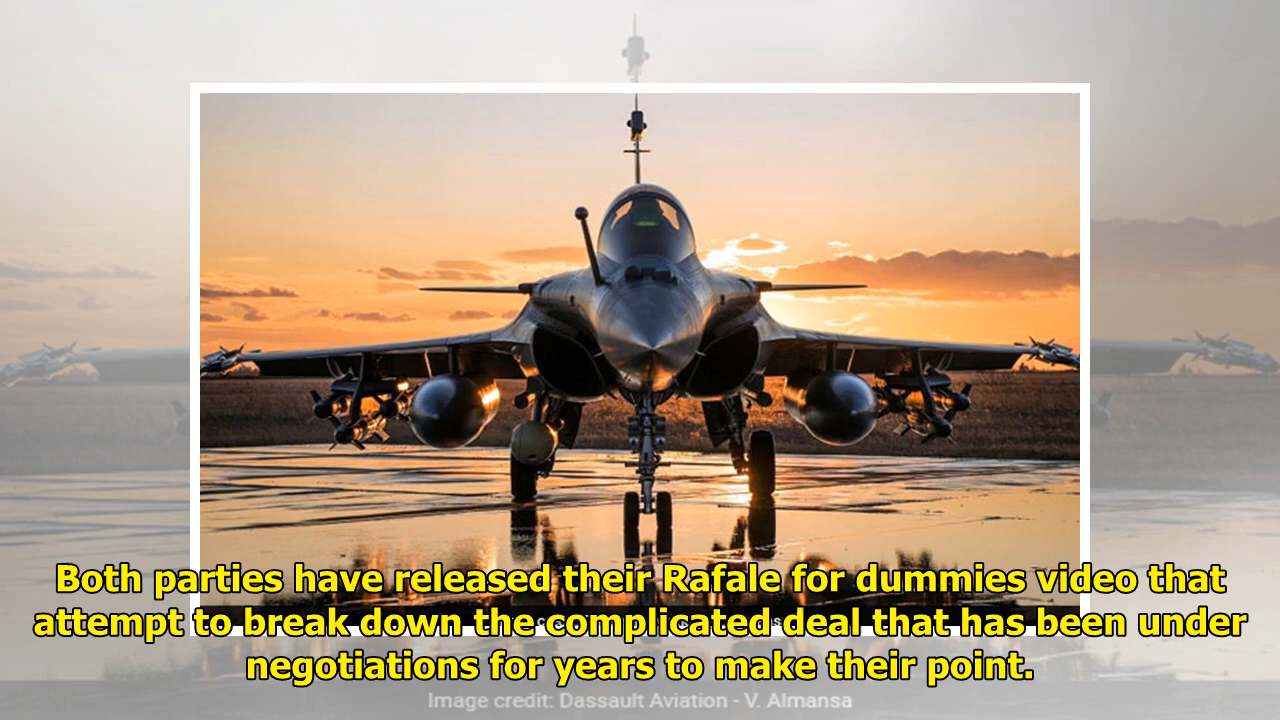 Both parties have released their Rafale for dummies video that
attempt to break down the complicated deal that has been under
negotiations for years to make their point.
Image credit: Dassault Aviation - V. Almansa